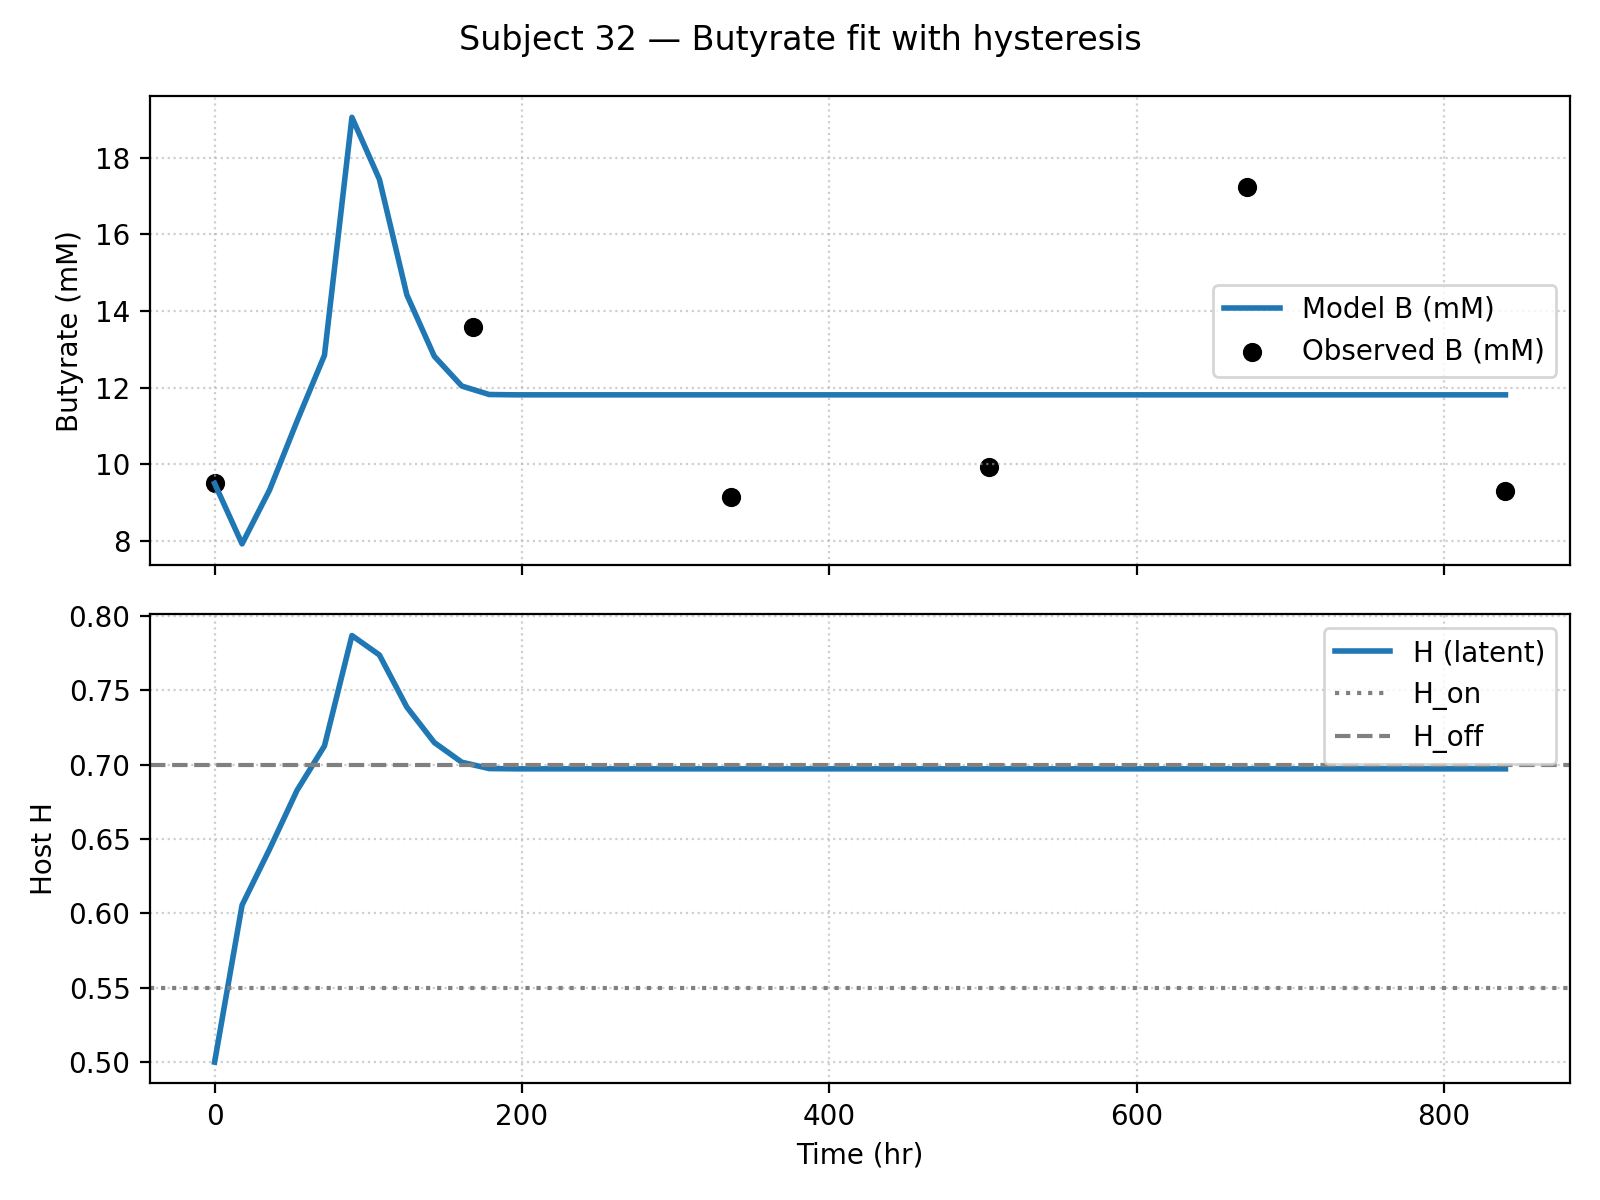 Subject 32 — Butyrate fit with hysteresis
Butyrate (mM)
18
16
14
12
10
8
Model B (mM)
Observed B (mM)
Host H
0.80
0.75
0.70
0.65
0.60
0.55
0.50
H (latent)
H_on
H_off
0 200 400 600 800
Time (hr)